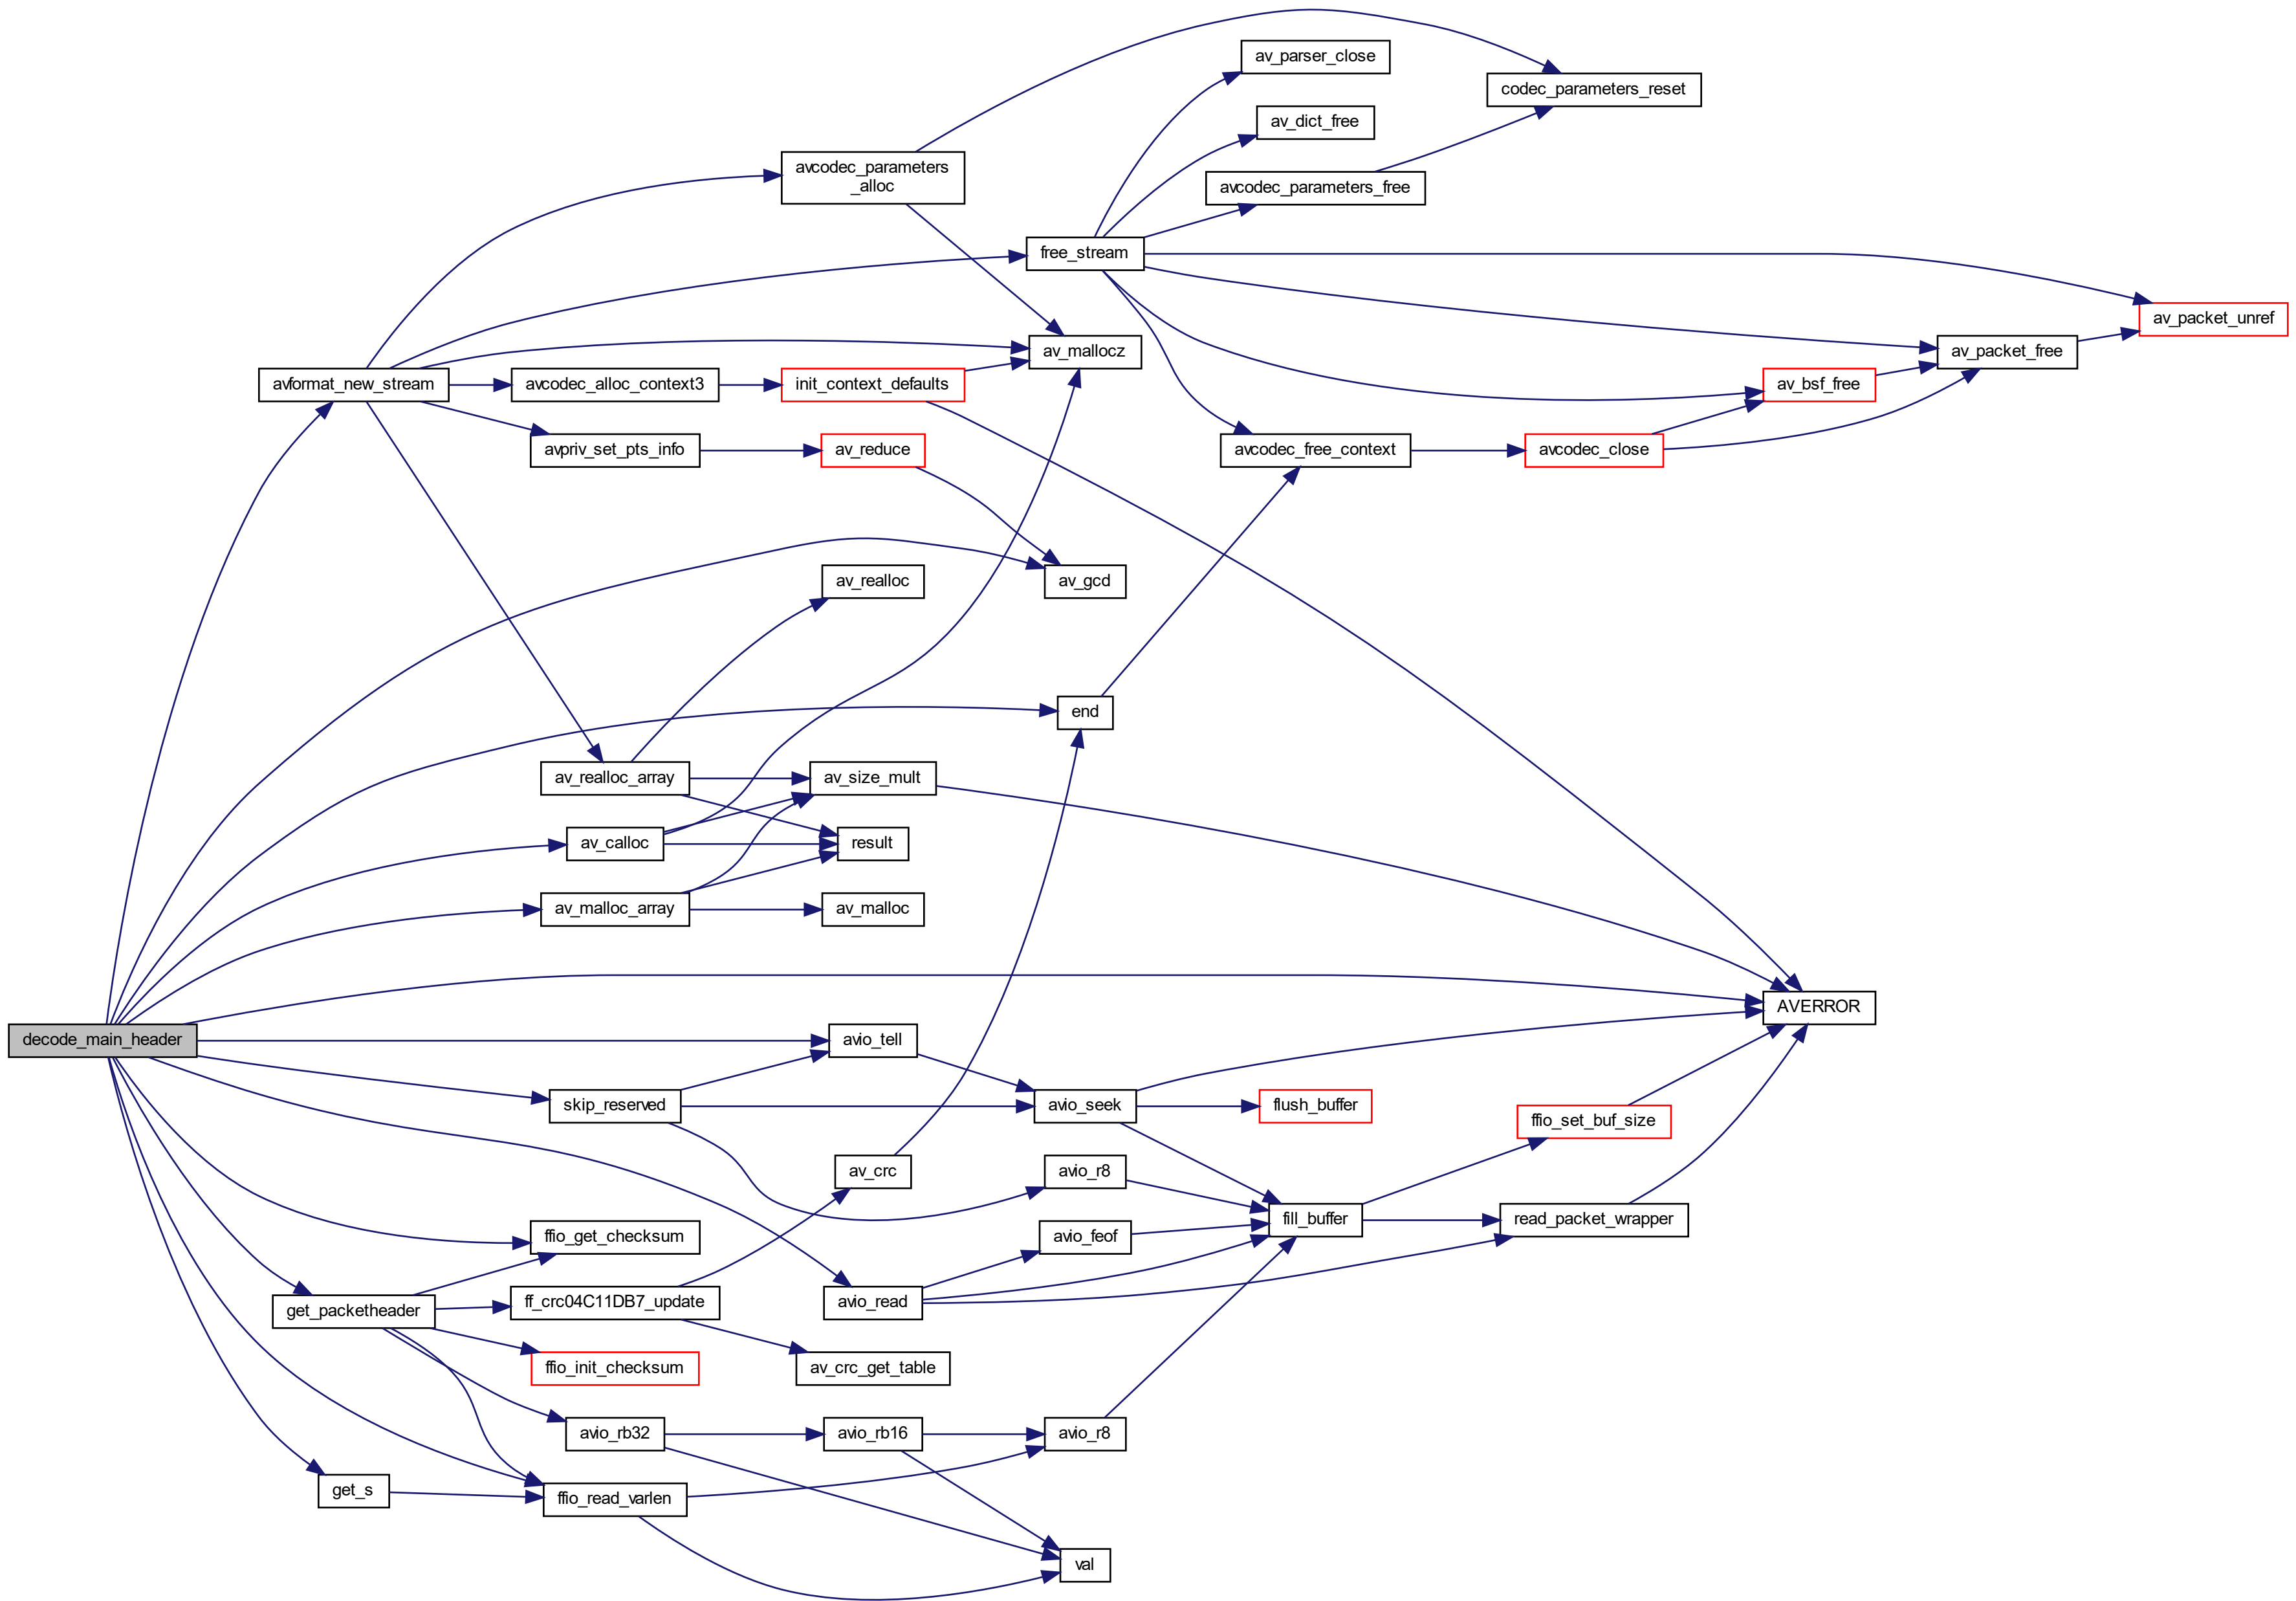 av_parser_close
codec_parameters_reset
av_dict_free
avcodec_parameters
_alloc
avcodec_parameters_free
free_stream
av_packet_unref
av_mallocz
av_packet_free
avformat_new_stream
avcodec_alloc_context3
init_context_defaults
av_bsf_free
avpriv_set_pts_info
av_reduce
avcodec_free_context
avcodec_close
av_realloc
av_gcd
end
av_realloc_array
av_size_mult
av_calloc
result
av_malloc_array
av_malloc
AVERROR
decode_main_header
avio_tell
skip_reserved
avio_seek
flush_buffer
ffio_set_buf_size
av_crc
avio_r8
fill_buffer
read_packet_wrapper
ffio_get_checksum
avio_feof
get_packetheader
ff_crc04C11DB7_update
avio_read
ffio_init_checksum
av_crc_get_table
avio_rb32
avio_rb16
avio_r8
get_s
ffio_read_varlen
val